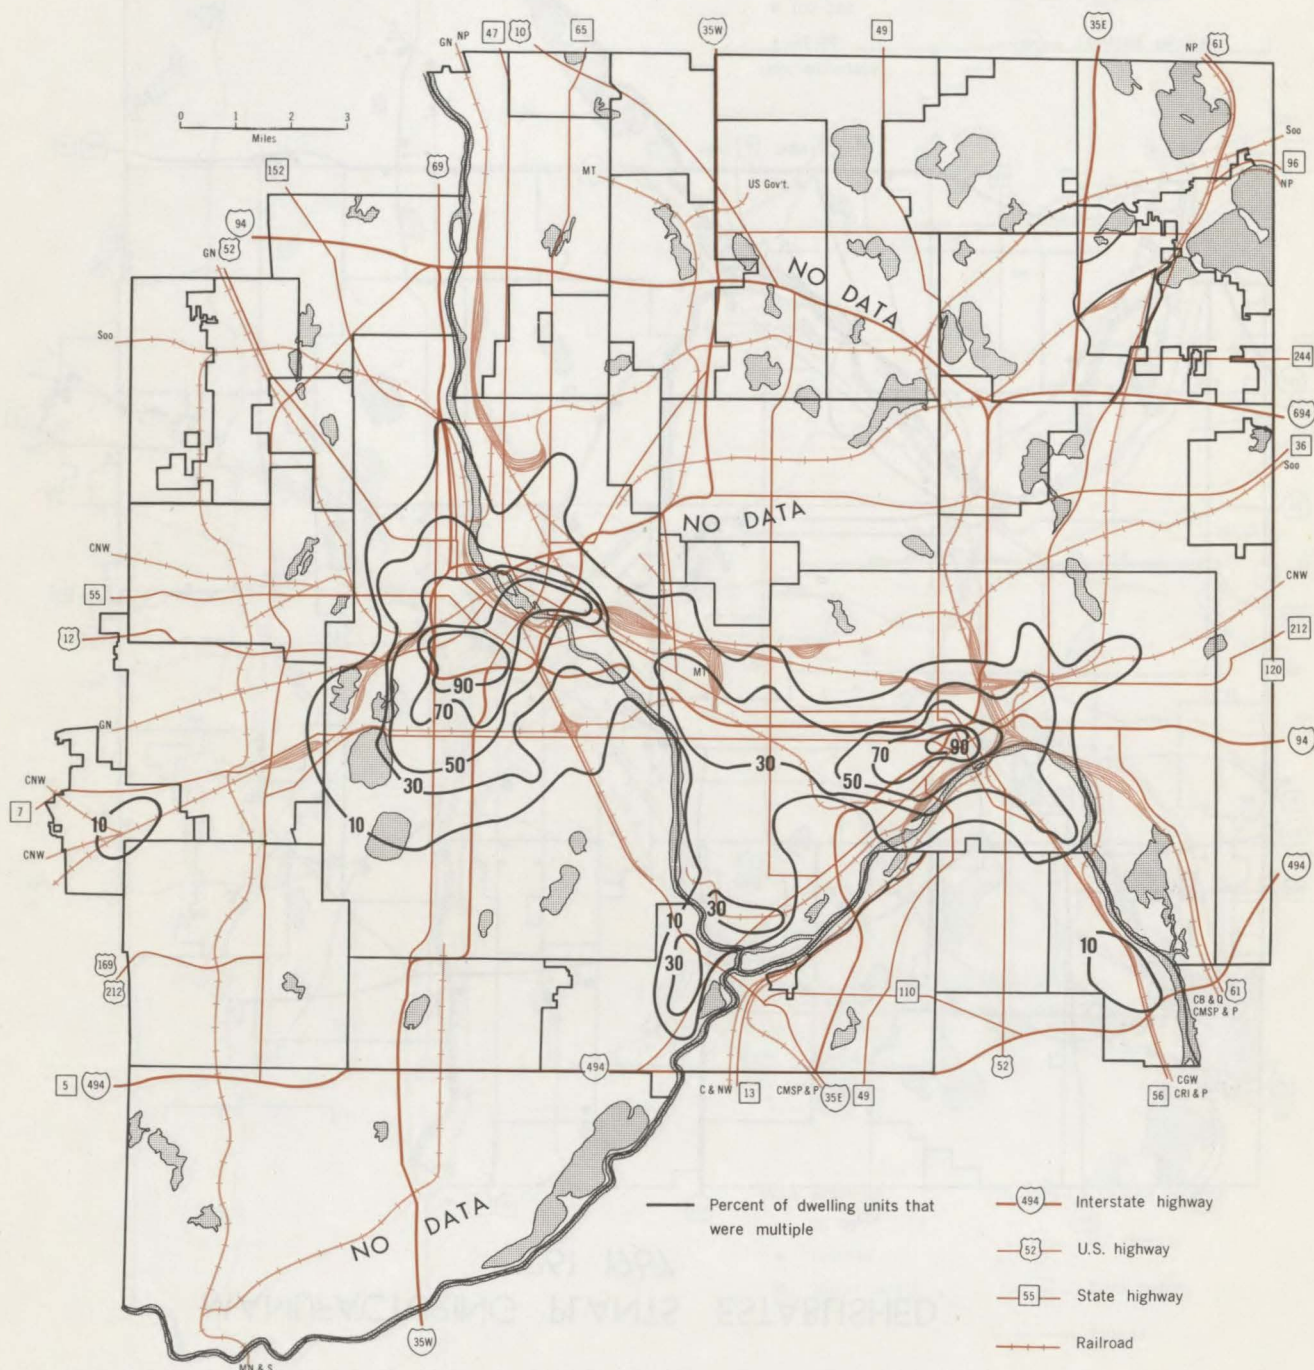 GN NP 47 10 65 35W 49 35E NP 61
0 1 2 3
Miles
152 69 MT US Gov't. Soo
96
NP
94
GN 52
NO DATA
Soo
244
694
36
Soo
NO DATA
CNW
CNW
55
212
12
MT
120
90
70
GN
94
90
70
50
30
50
30
CNW
7
10
10
CNW
494
10
30
10
30
169
212
110
61
CB & Q
CMSP & P
494
52
5 494
C & NW 13 CMSP & P 35E 49
56
CGW
CRI & P
NO DATA
35W
MN & S
Percent of dwelling units that
were multiple
494 Interstate highway
52 U.S. highway
55 State highway
Railroad
MANUFACTURING PLANTS ESTABLISHED